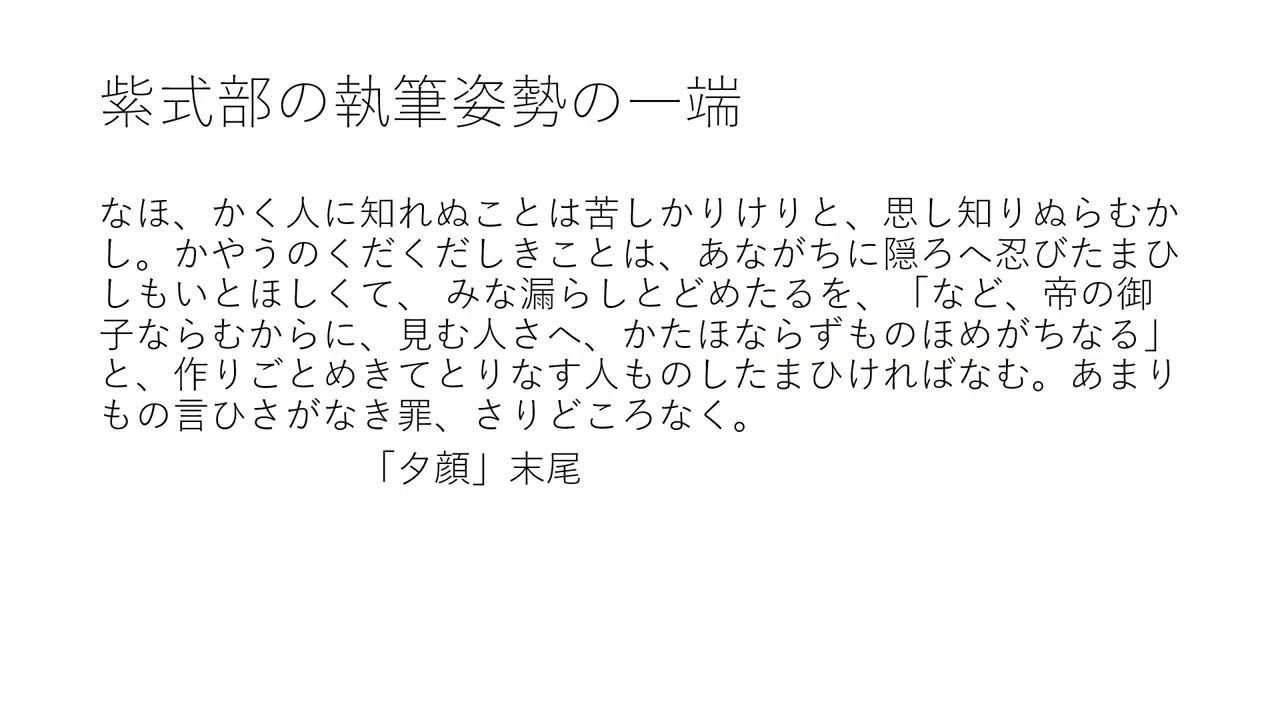 紫式部の執筆姿勢の一端
なほ、かく人に知れぬことは苦しかりけりと、思し知りぬらむか
し。かやうのくだくだしきことは、あながちに隠ろへ忍びたまひ
しもいとほしくて、 みな漏らしとどめたるを、「など、帝の御
子ならむからに、見む人さへ、かたほならずものほめがちなる」
と、作りごとめきてとりなす人ものしたまひければなむ。あまり
もの言ひさがなき罪、さりどころなく。
「夕顔」末尾